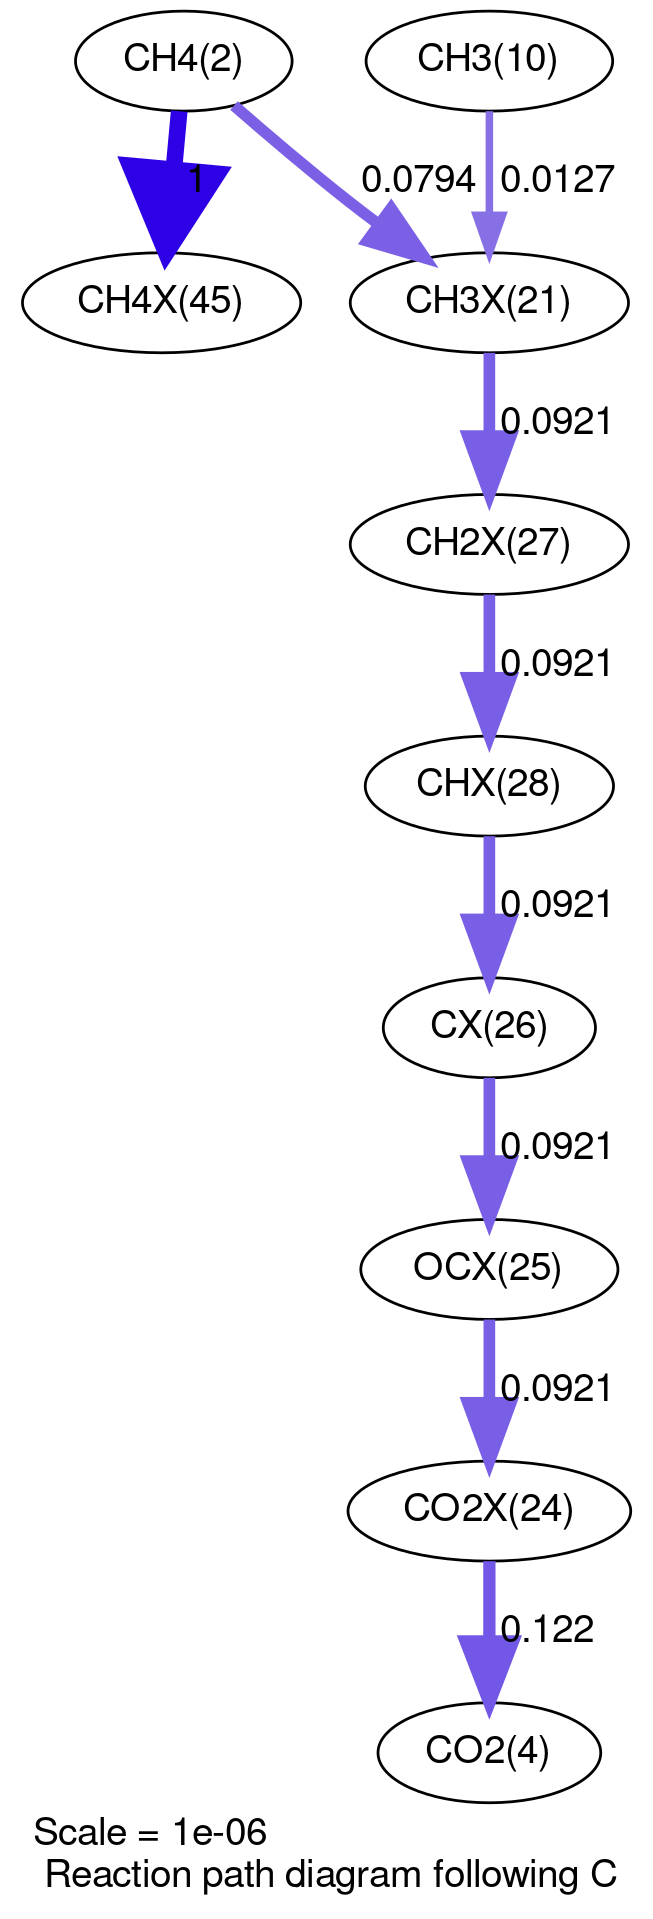 CH4(2)
CH3(10)
1
0.0794
0.0127
CH4X(45)
CH3X(21)
0.0921
CH2X(27)
0.0921
CHX(28)
0.0921
CX(26)
0.0921
OCX(25)
0.0921
CO2X(24)
0.122
CO2(4)
Scale = 1e-06
Reaction path diagram following C